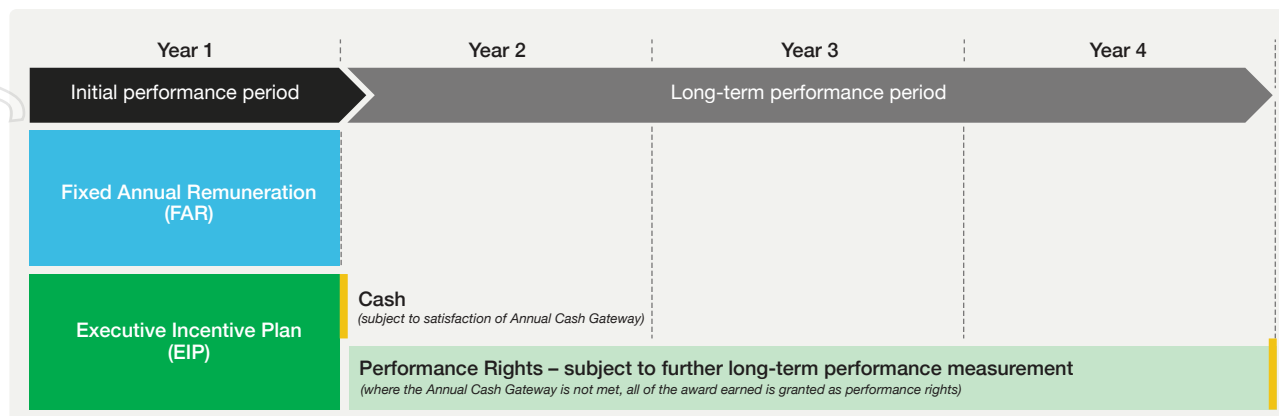 Year 1
Year 2
Year 3
Year 4
Initial performance period
Long-term performance period
Fixed Annual Remuneration
(FAR)
Executive Incentive Plan
(EIP)
Cash
(subject to satisfaction of Annual Cash Gateway)
Performance Rights – subject to further long-term performance measurement
(where the Annual Cash Gateway is not met, all of the award earned is granted as performance rights)